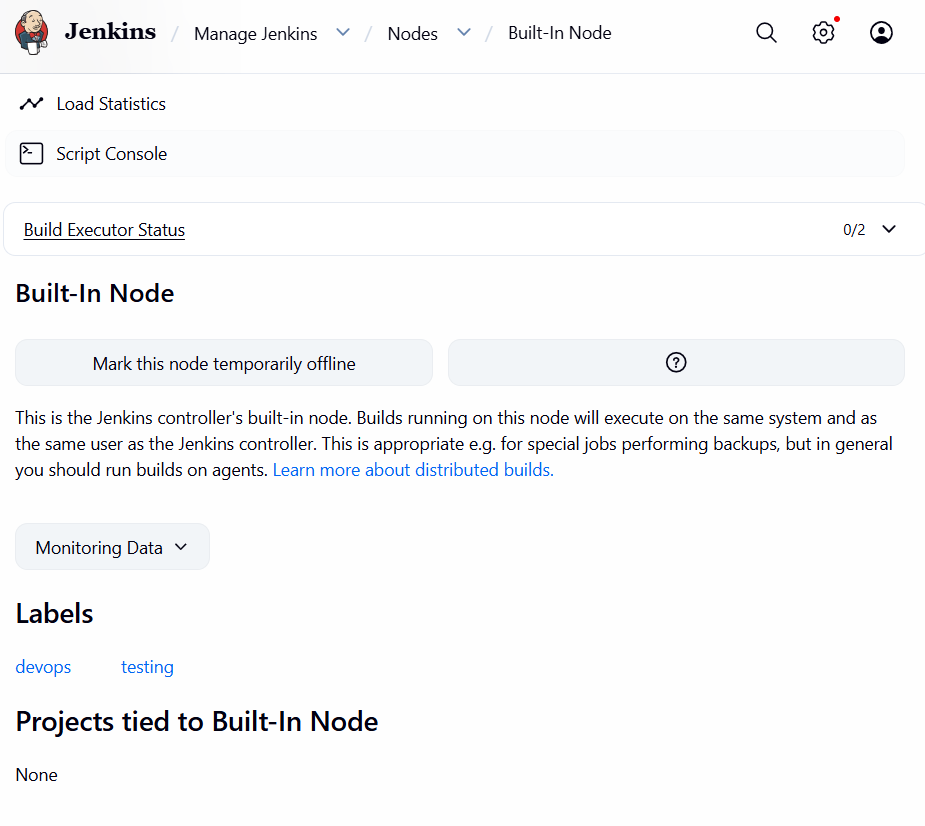 Jenkins / Manage Jenkins / Nodes / Built-In Node
Load Statistics
Script Console
Build Executor Status 0/2
Built-In Node
Mark this node temporarily offline
This is the Jenkins controller's built-in node. Builds running on this node will execute on the same system and as
the same user as the Jenkins controller. This is appropriate e.g. for special jobs performing backups, but in general
you should run builds on agents. Learn more about distributed builds.
Monitoring Data
Labels
devops testing
Projects tied to Built-In Node
None